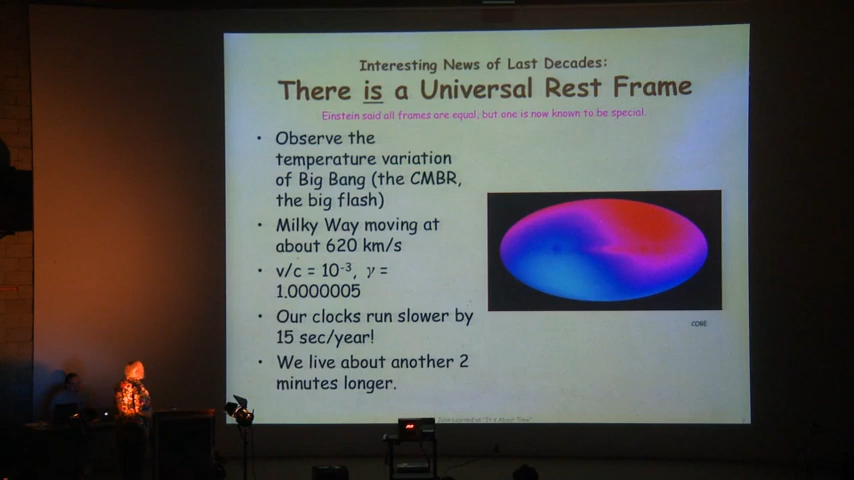 Interesting News of Last Decades:
There is a Universal Rest Frame
Einstein said all frames are equal, but one is now known to be special.
• Observe the
temperature variation
of Big Bang (the CMBR,
the big flash)
• Milky Way moving at
about 620 km/s
• v/c = 10⁻³, γ =
1.0000005
• Our clocks run slower by
15 sec/year!
• We live about another 2
minutes longer.
COBE
"It's About Time"